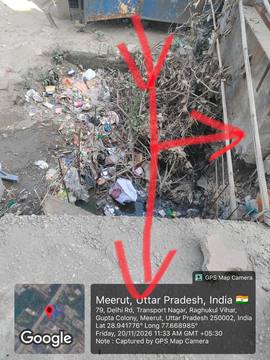 GPS Map Camera
Meerut, Uttar Pradesh, India 🇮🇳
79, Delhi Rd, Transport Nagar, Raghukul Vihar,
Gupta Colony, Meerut, Uttar Pradesh 250002, India
Lat 28.941776° Long 77.668985°
Friday, 20/11/2026 11:33 AM GMT +05:30
Note : Captured by GPS Map Camera
Google